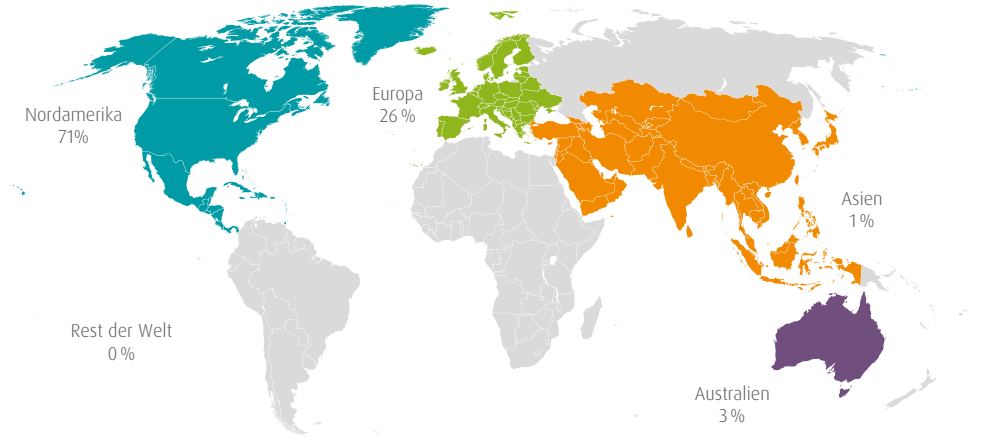 Nordamerika
71%
Europa
26 %
Asien
1 %
Rest der Welt
0 %
Australien
3 %